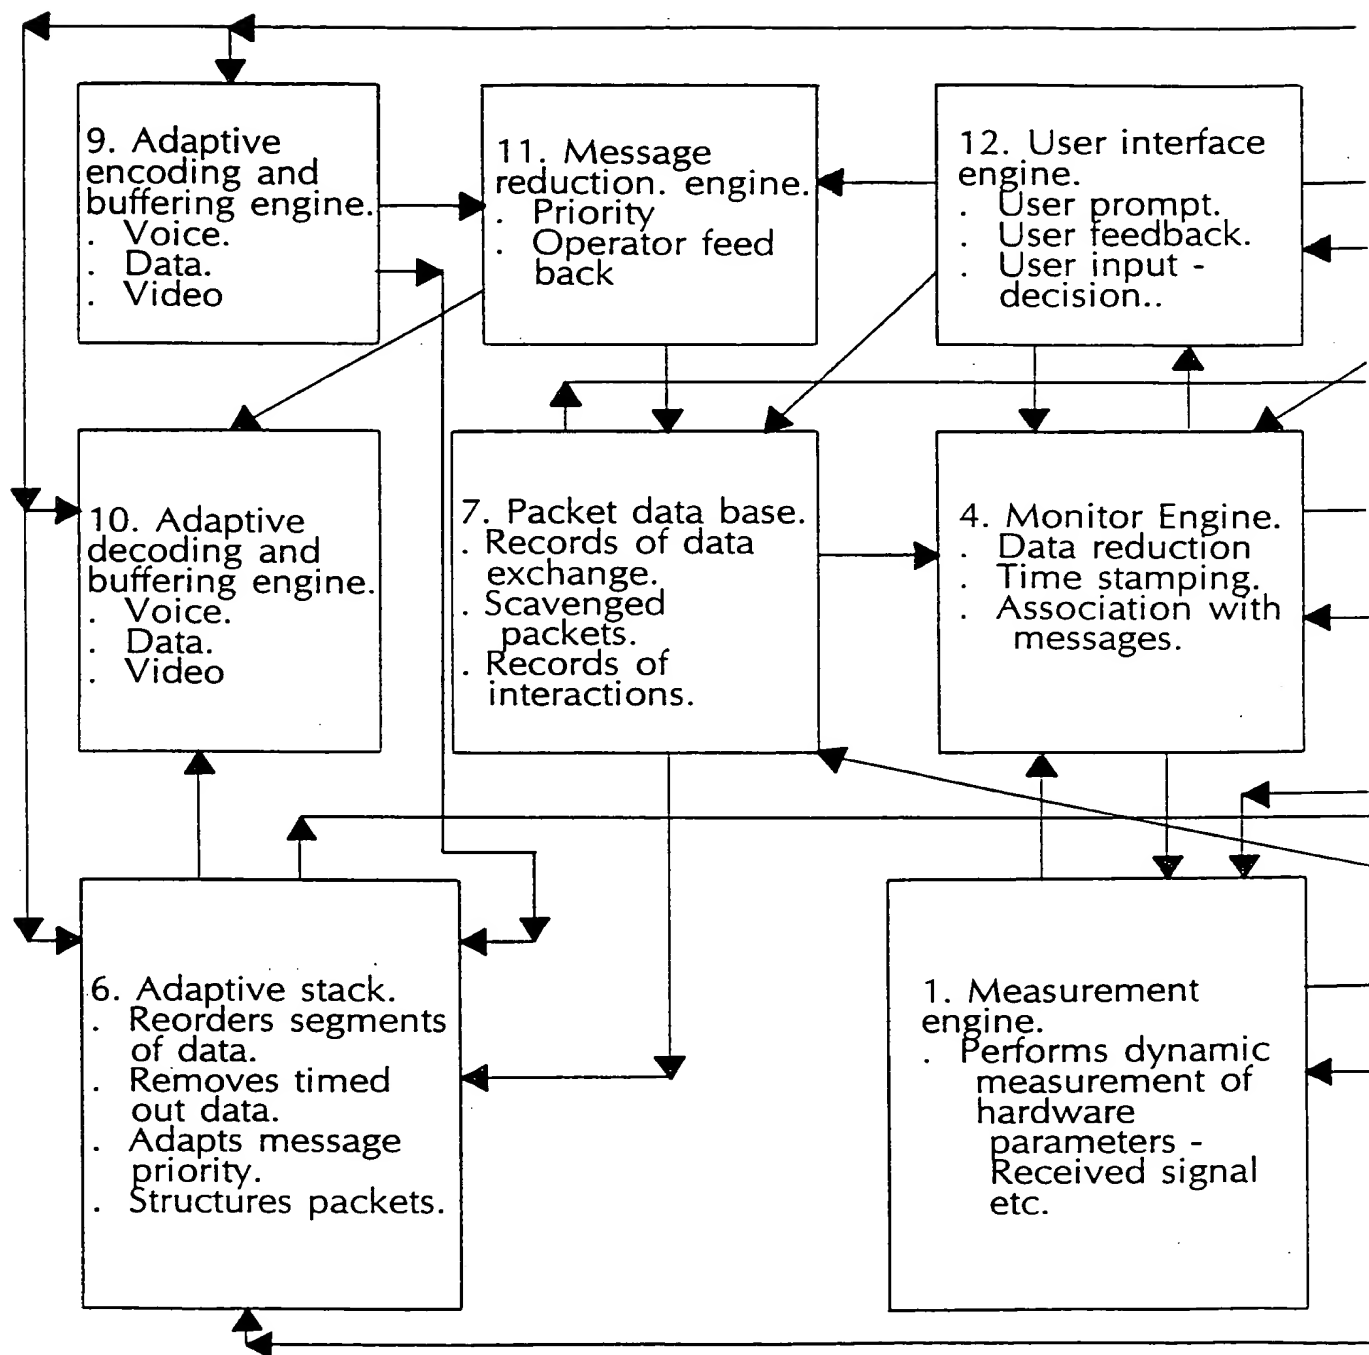 9. Adaptive
encoding and
buffering engine.
. Voice.
. Data.
. Video
11. Message
reduction. engine.
. Priority
. Operator feed
back
12. User interface
engine.
. User prompt.
. User feedback.
. User input -
decision..
10. Adaptive
decoding and
buffering engine.
. Voice.
. Data.
. Video
7. Packet data base.
. Records of data
exchange.
. Scavenged
packets.
. Records of
interactions.
4. Monitor Engine.
. Data reduction
. Time stamping.
. Association with
messages.
6. Adaptive stack.
. Reorders segments
of data.
. Removes timed
out data.
. Adapts message
priority.
. Structures packets.
1. Measurement
engine.
. Performs dynamic
measurement of
hardware
parameters -
Received signal
etc.